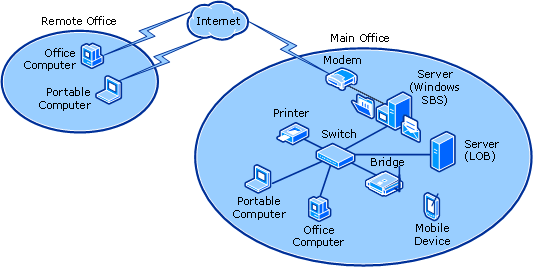 Remote Office
Internet
Office
Computer
Portable
Computer
Main Office
Modem
Server
(Windows
SBS)
Printer
Switch
Server
(LOB)
Bridge
Portable
Computer
Office
Computer
Mobile
Device